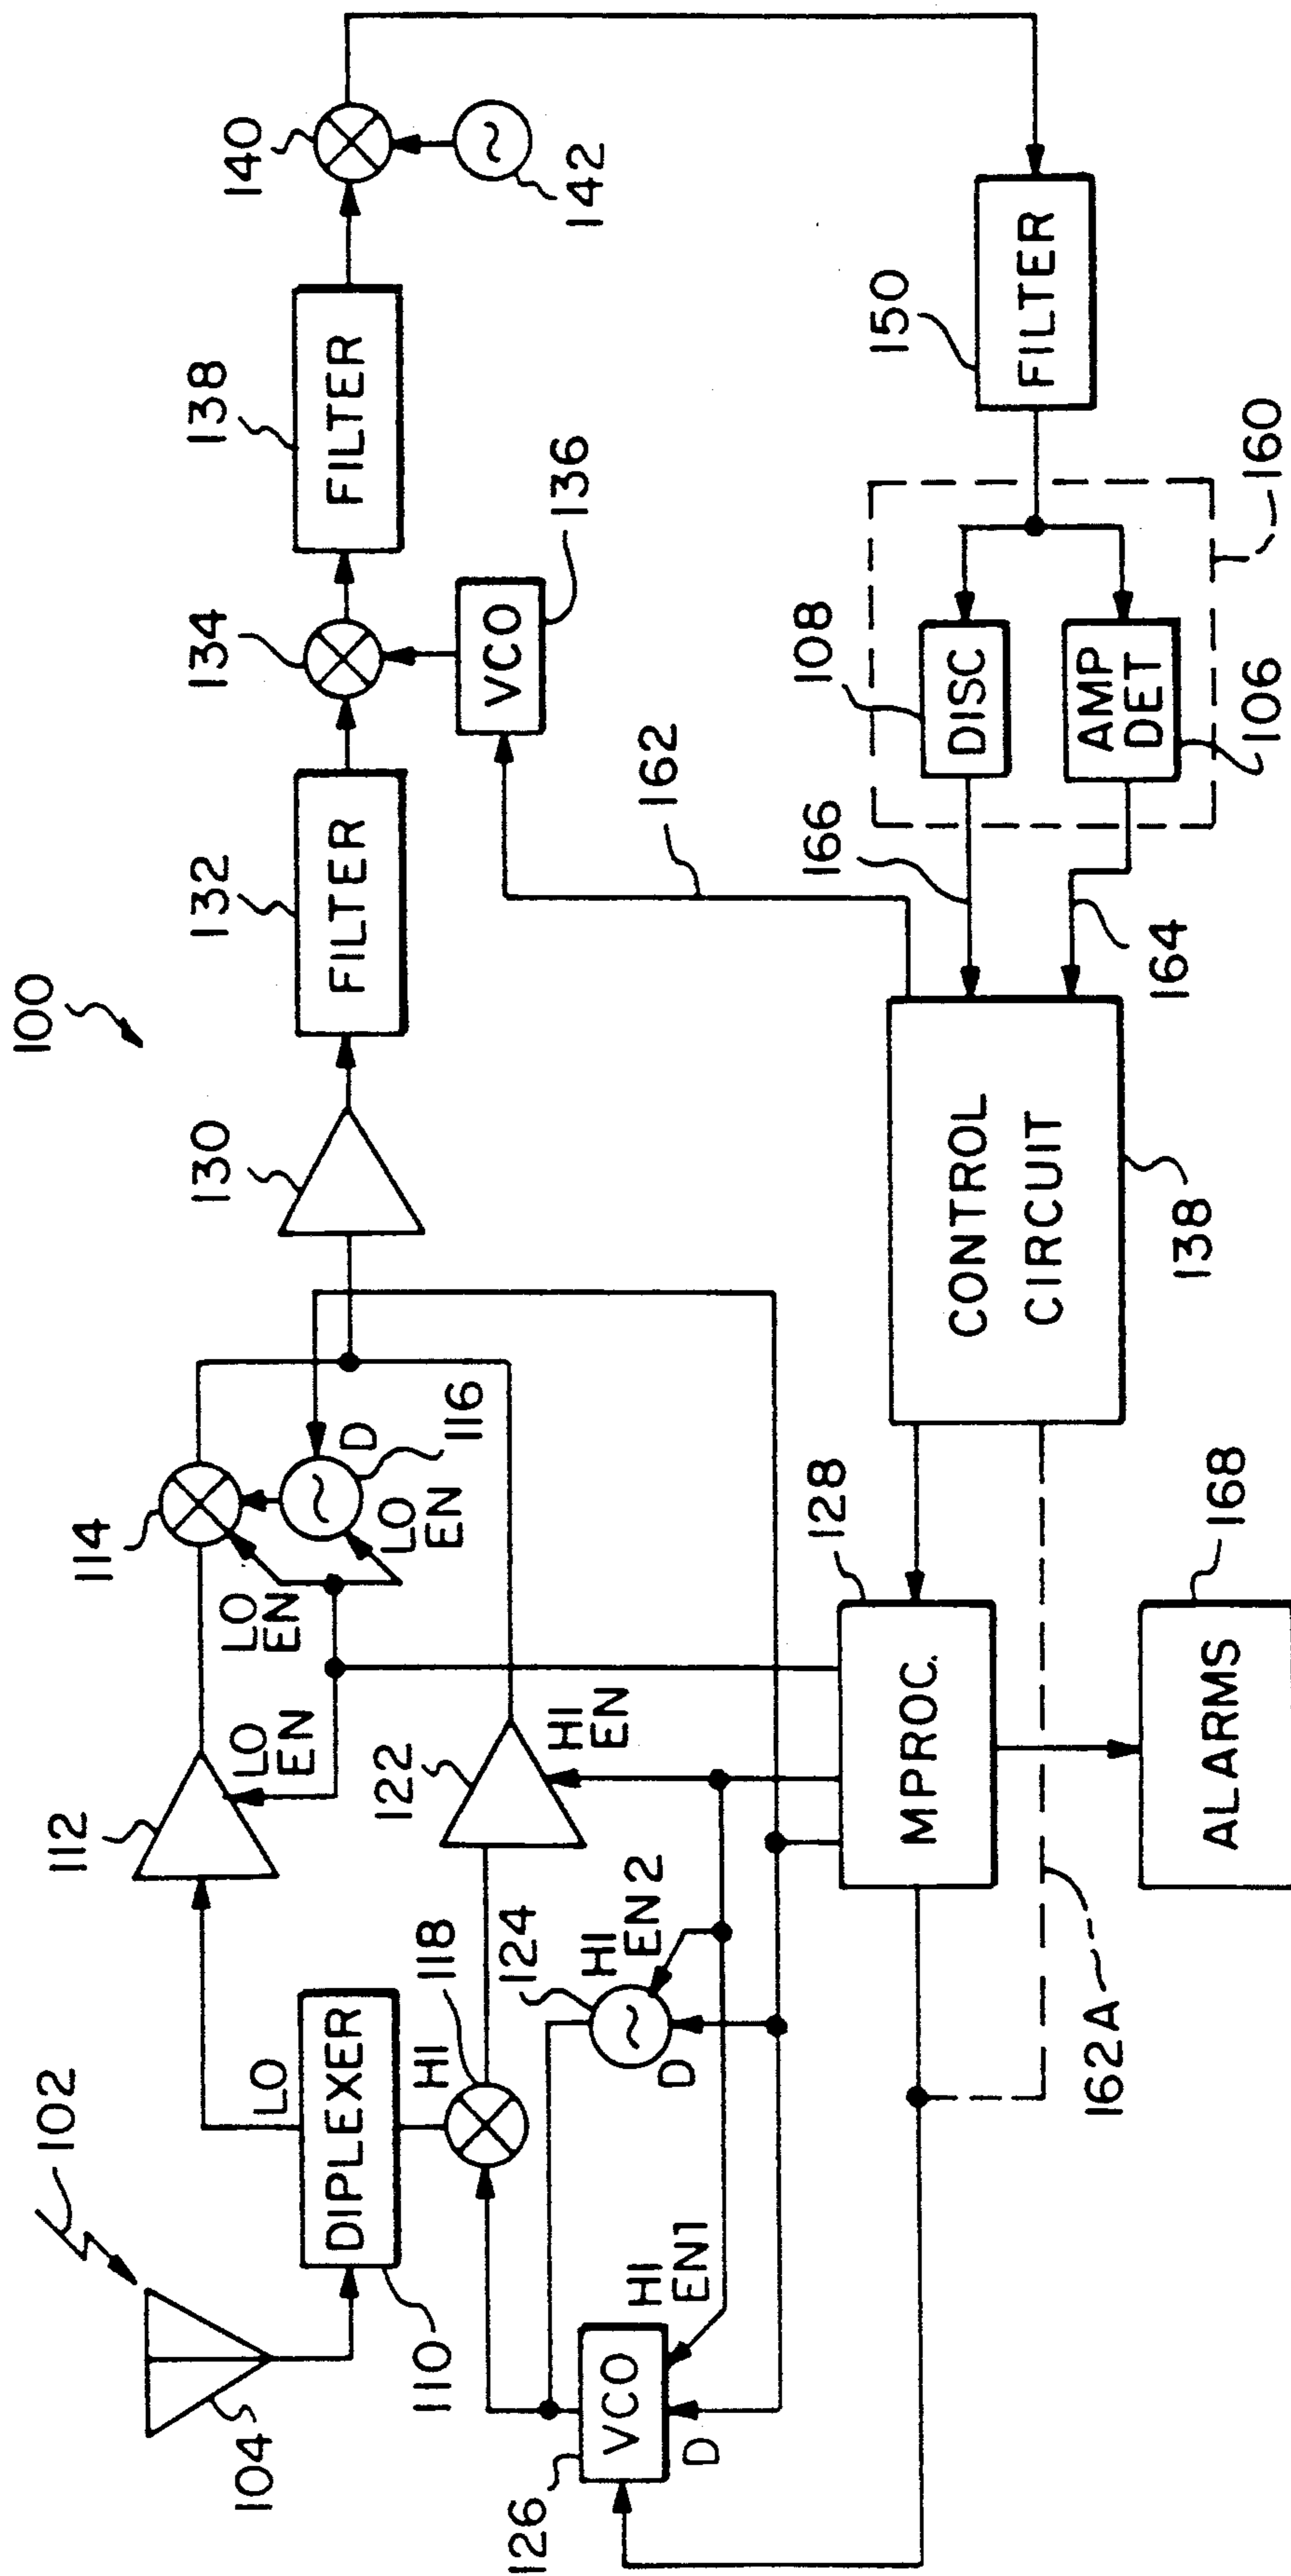 100
102
104
LO
DIPLEXER
110
HI
112
LO
EN
114
LO
EN
LO
EN
D
116
118
122
HI
EN
124
HI
EN2
D
126
VCO
HI
EN1
D
130
132
FILTER
134
138
FILTER
140
142
VCO
136
162
150
FILTER
160
108
DISC
AMP
DET
106
166
164
CONTROL
CIRCUIT
138
128
MPROC.
162A
168
ALARMS